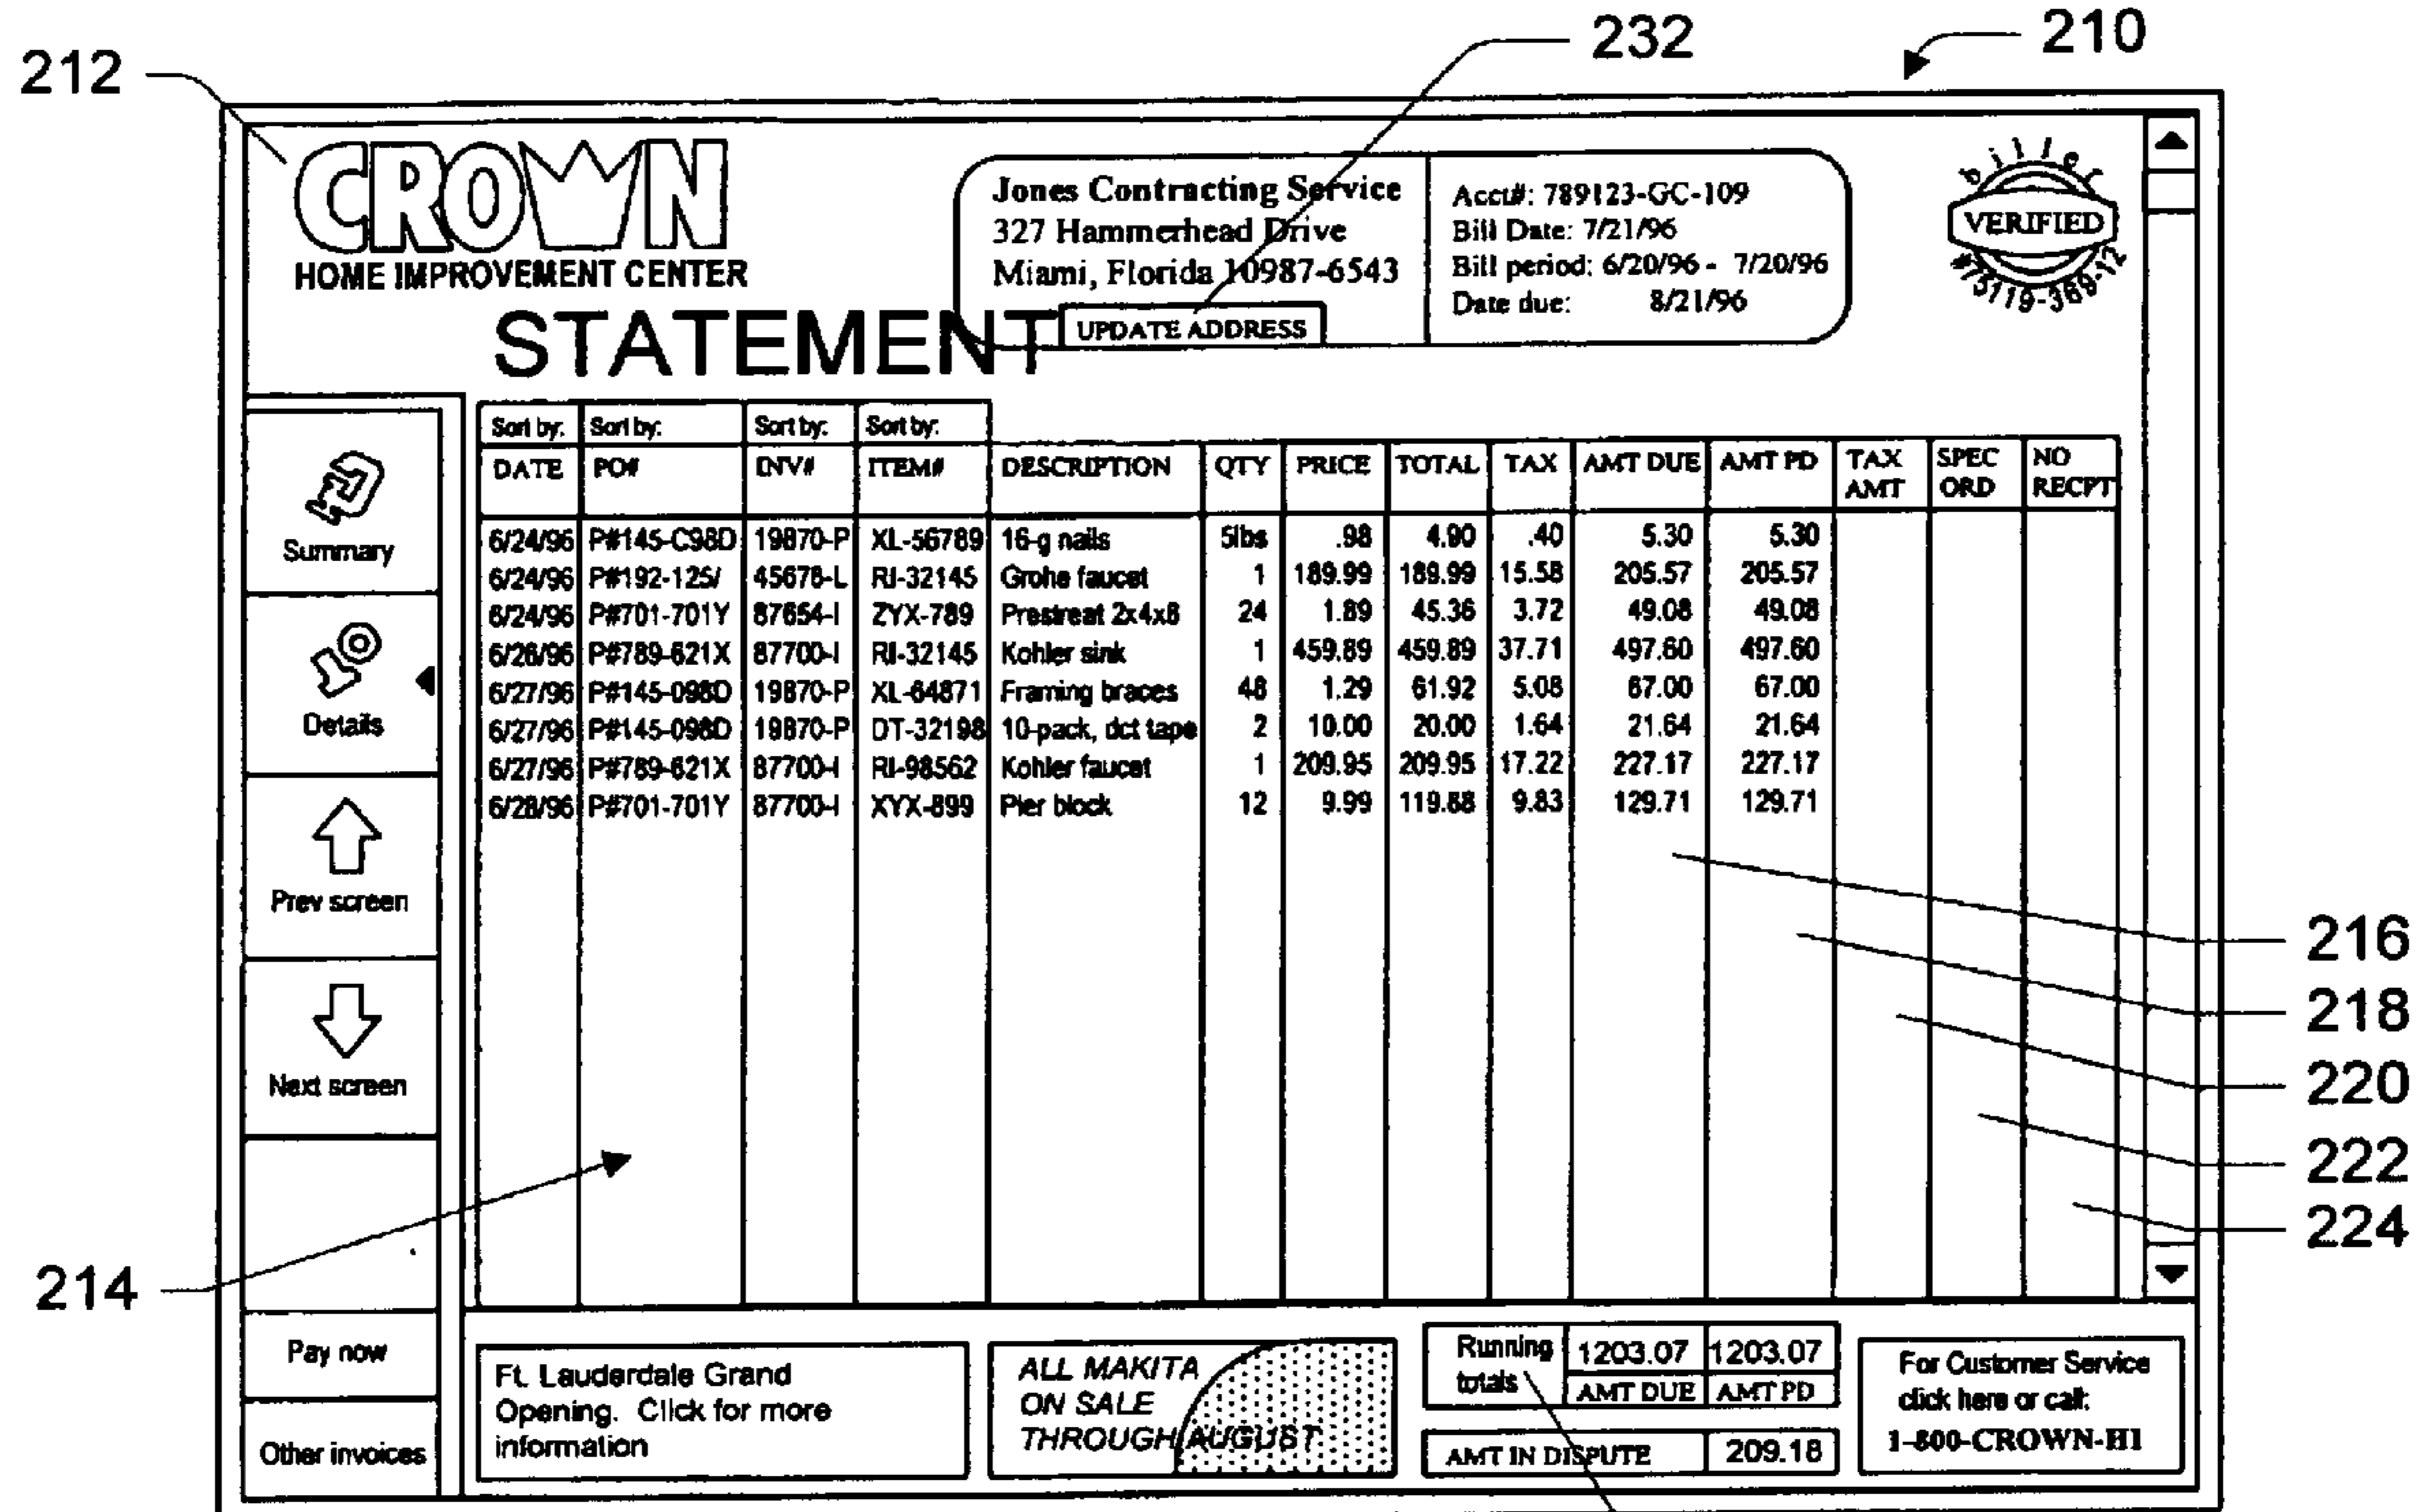 232
210
212
CROWN
HOME IMPROVEMENT CENTER
STATEMENT
Jones Contracting Service
327 Hammerhead Drive
Miami, Florida 10987-6543
UPDATE ADDRESS
Acct#: 789123-GC-109
Bill Date: 7/21/96
Bill period: 6/20/96 - 7/20/96
Date due: 8/21/96
biller
VERIFIED
#75119-369-12
Summary
Details
Prev screen
Next screen
Pay now
Other invoices
Sort by: Sort by: Sort by: Sort by:
DATE PO# INV# ITEM# DESCRIPTION QTY PRICE TOTAL TAX AMT DUE AMT PD TAX AMT SPEC ORD NO RECPT
6/24/96 P#145-C98D 19870-P XL-56789 16-g nails 5lbs .98 4.90 .40 5.30 5.30
6/24/96 P#192-125/ 45678-L RI-32145 Grohe faucet 1 189.99 189.99 15.58 205.57 205.57
6/24/96 P#701-701Y 87654-I ZYX-789 Prestreat 2x4x8 24 1.89 45.36 3.72 49.08 49.08
6/26/96 P#789-621X 87700-I RI-32145 Kohler sink 1 459.89 459.89 37.71 497.60 497.60
6/27/96 P#145-098D 19870-P XL-64871 Framing braces 48 1.29 61.92 5.08 67.00 67.00
6/27/96 P#145-098D 19870-P DT-32198 10-pack, dct tape 2 10.00 20.00 1.64 21.64 21.64
6/27/96 P#789-621X 87700-I RI-98562 Kohler faucet 1 209.95 209.95 17.22 227.17 227.17
6/28/96 P#701-701Y 87700-I XYX-899 Pier block 12 9.99 119.88 9.83 129.71 129.71
216
218
220
222
224
214
Ft. Lauderdale Grand
Opening. Click for more
information
ALL MAKITA
ON SALE
THROUGH AUGUST
Running totals 1203.07 1203.07
AMT DUE AMT PD
AMT IN DISPUTE 209.18
For Customer Service
click here or call:
1-800-CROWN-HI